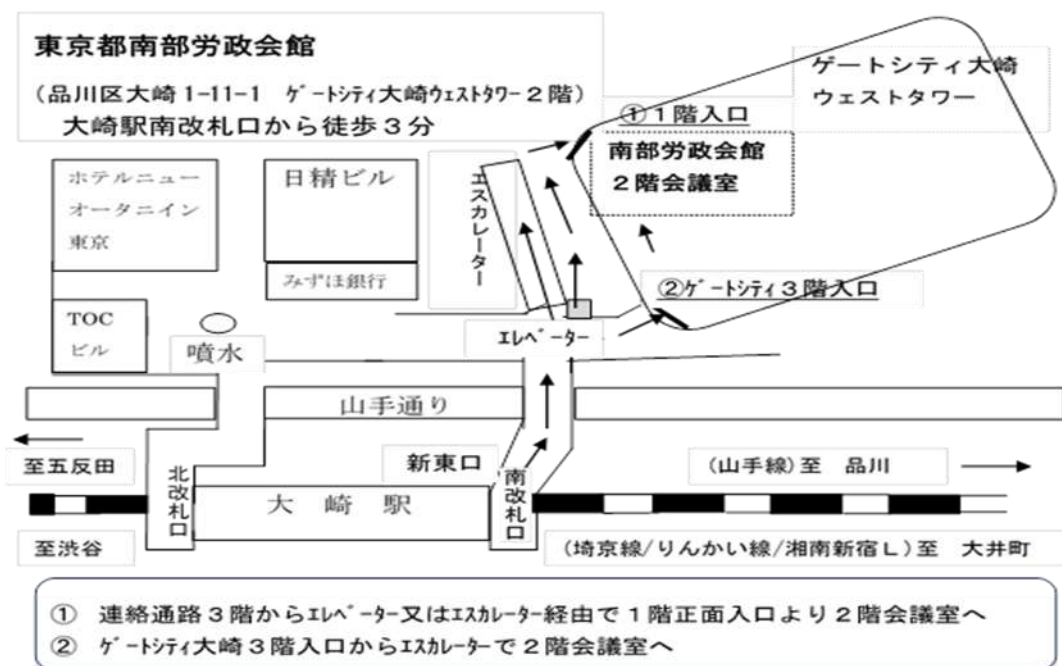 東京都南部労政会館
（品川区大崎1-11-1　ｹﾞｰﾄｼﾃｨ大崎ｳｪｽﾄﾀﾜｰ２階）
大崎駅南改札口から徒歩３分
ゲートシティ大崎
ウェストタワー
①１階入口
南部労政会館
２階会議室
ホテルニュー
オータニイン
東京
日精ビル
みずほ銀行
エスカレーター
②ｹﾞｰﾄｼﾃｨ３階入口
TOC
ビル
噴水
ｴﾚﾍﾞｰﾀｰ
山手通り
至五反田
新東口
(山手線)至　品川
北改札口
大　崎　駅
南改札口
至渋谷
(埼京線/りんかい線/湘南新宿Ｌ)至　大井町
①　連絡通路３階からｴﾚﾍﾞｰﾀｰ又はｴｽｶﾚｰﾀｰ経由で１階正面入口より２階会議室へ
②　ｹﾞｰﾄｼﾃｨ大崎３階入口からｴｽｶﾚｰﾀｰで２階会議室へ